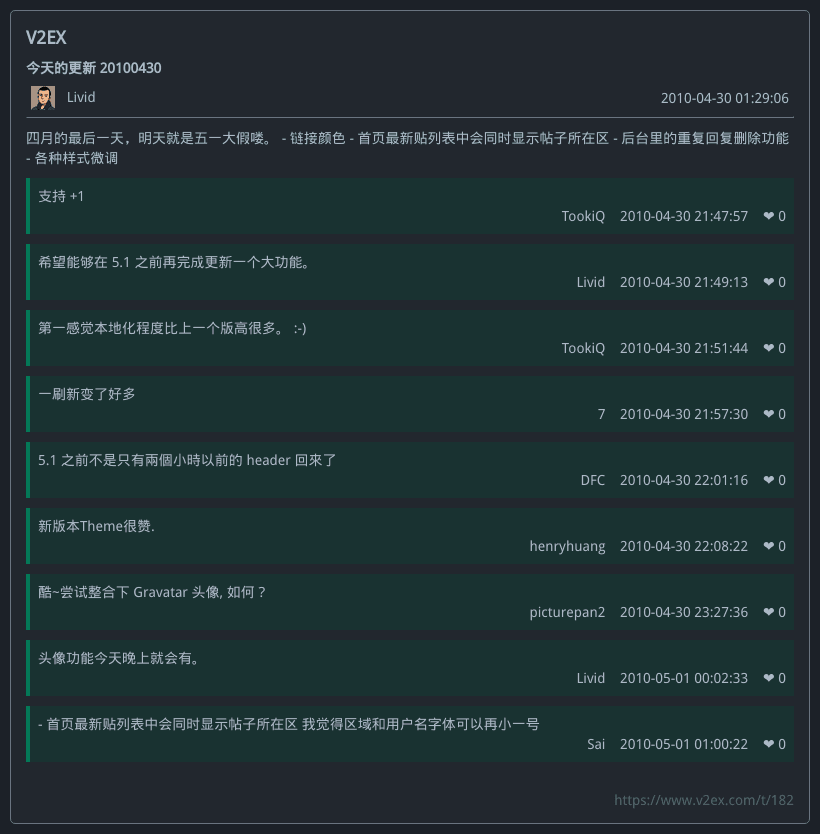 V2EX
今天的更新 20100430
Livid 2010-04-30 01:29:06
四月的最后一天，明天就是五一大假喽。 - 链接颜色 - 首页最新贴列表中会同时显示帖子所在区 - 后台里的重复回复删除功能
- 各种样式微调
支持 +1
TookiQ 2010-04-30 21:47:57 ❤ 0
希望能够在 5.1 之前再完成更新一个大功能。
Livid 2010-04-30 21:49:13 ❤ 0
第一感觉本地化程度比上一个版高很多。 :-)
TookiQ 2010-04-30 21:51:44 ❤ 0
一刷新变了好多
7 2010-04-30 21:57:30 ❤ 0
5.1 之前不是只有兩個小時以前的 header 回來了
DFC 2010-04-30 22:01:16 ❤ 0
新版本Theme很赞.
henryhuang 2010-04-30 22:08:22 ❤ 0
酷~尝试整合下 Gravatar 头像, 如何？
picturepan2 2010-04-30 23:27:36 ❤ 0
头像功能今天晚上就会有。
Livid 2010-05-01 00:02:33 ❤ 0
- 首页最新贴列表中会同时显示帖子所在区 我觉得区域和用户名字体可以再小一号
Sai 2010-05-01 01:00:22 ❤ 0
https://www.v2ex.com/t/182